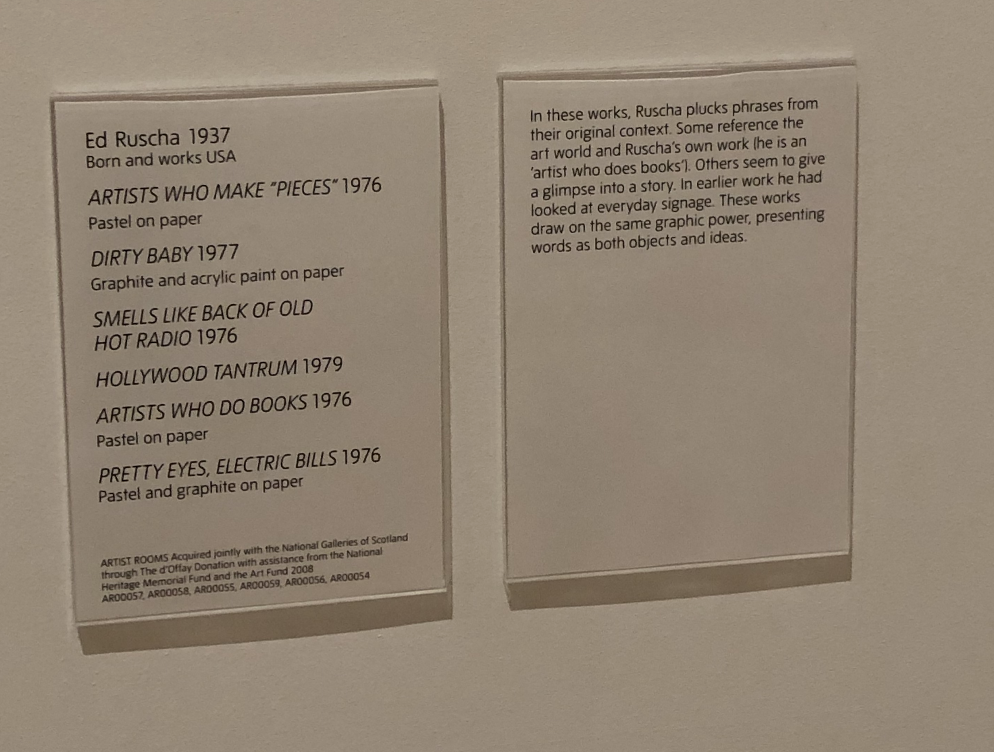 Ed Ruscha 1937
Born and works USA
ARTISTS WHO MAKE "PIECES" 1976
Pastel on paper
DIRTY BABY 1977
Graphite and acrylic paint on paper
SMELLS LIKE BACK OF OLD
HOT RADIO 1976
HOLLYWOOD TANTRUM 1979
ARTISTS WHO DO BOOKS 1976
Pastel on paper
PRETTY EYES, ELECTRIC BILLS 1976
Pastel and graphite on paper
ARTIST ROOMS Acquired jointly with the National Galleries of Scotland
through The d'Offay Donation with assistance from the National
Heritage Memorial Fund and the Art Fund 2008
AR00057, AR00058, AR00055, AR00059, AR00056, AR00054
In these works, Ruscha plucks phrases from
their original context. Some reference the
art world and Ruscha's own work (he is an
'artist who does books'). Others seem to give
a glimpse into a story. In earlier work he had
looked at everyday signage. These works
draw on the same graphic power, presenting
words as both objects and ideas.